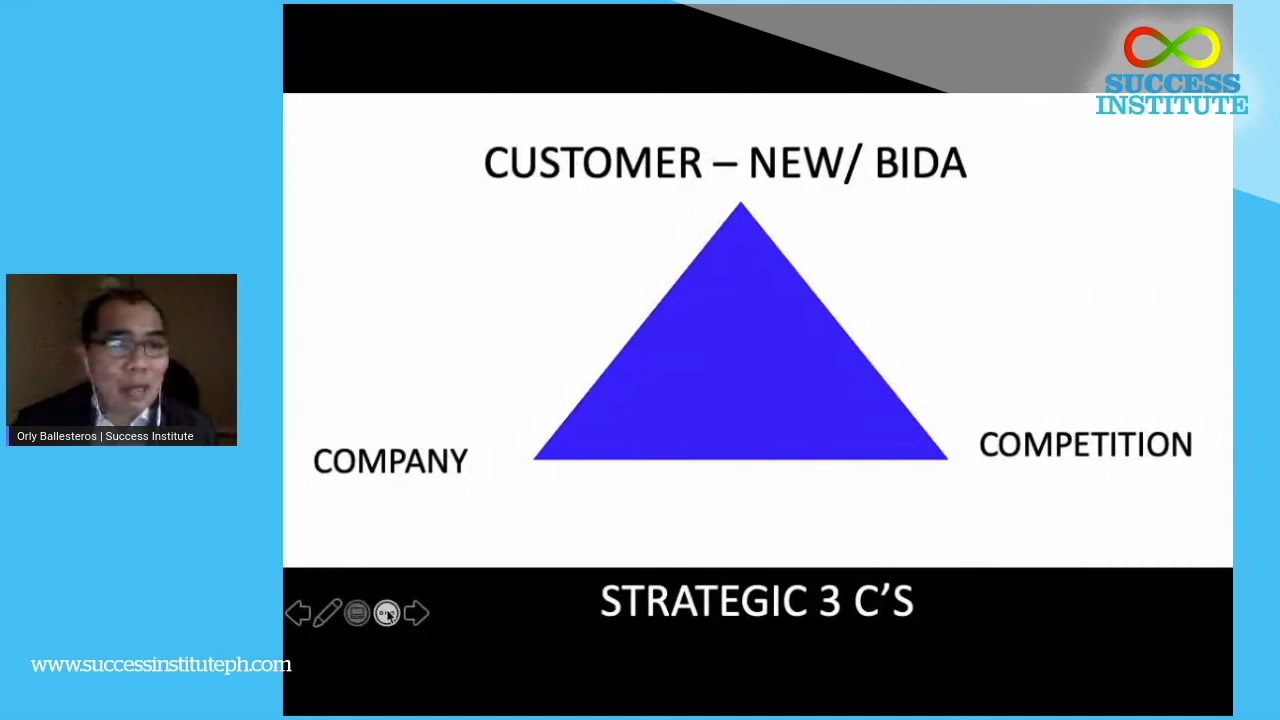 SUCCESS
INSTITUTE
CUSTOMER – NEW/ BIDA
COMPANY
COMPETITION
STRATEGIC 3 C’S
Orly Ballesteros | Success Institute
www.successinstituteph.com